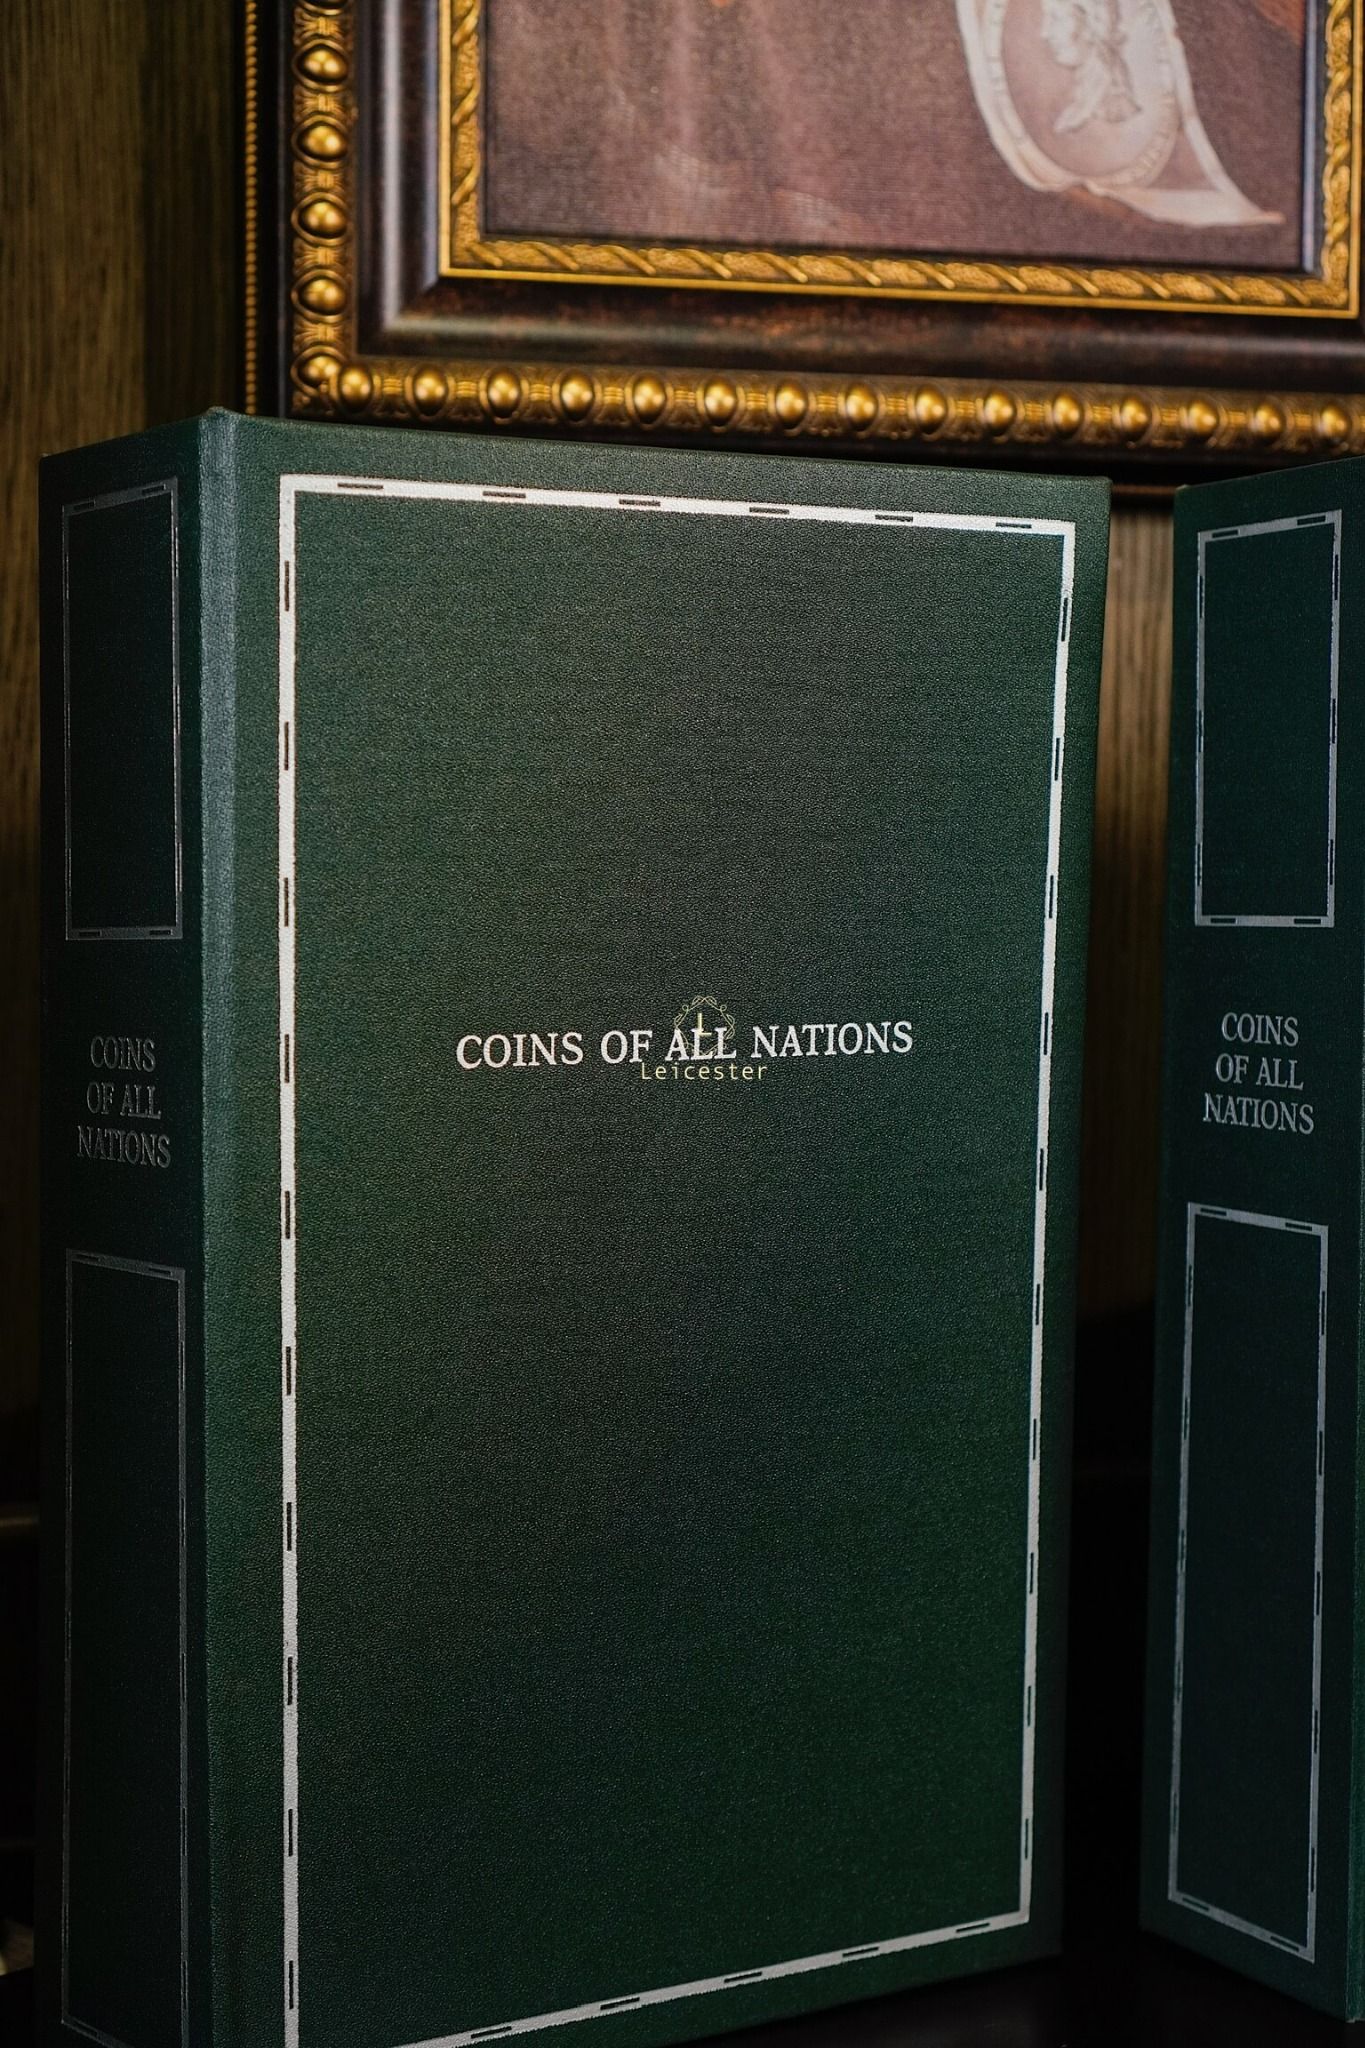 COINS
OF ALL
NATIONS
COINS OF ALL NATIONS
L
Leicester
COINS
OF ALL
NATIONS